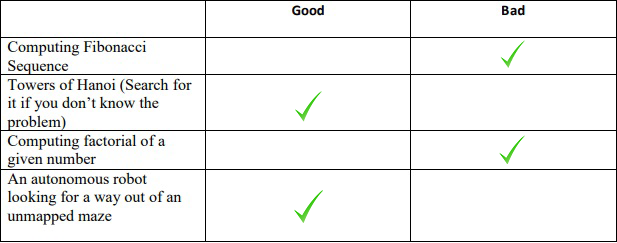 Good Bad
Computing Fibonacci
Sequence
Towers of Hanoi (Search for
it if you don’t know the
problem)
Computing factorial of a
given number
An autonomous robot
looking for a way out of an
unmapped maze